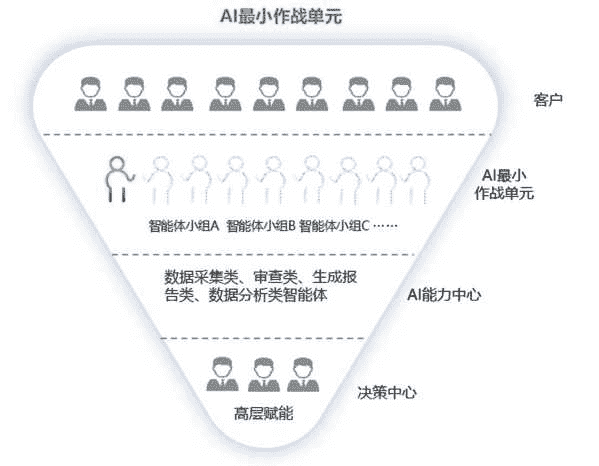 AI最小作战单元
客户
AI最小
作战单元
智能体小组A 智能体小组B 智能体小组C ……
数据采集类、审查类、生成报
告类、数据分析类智能体
AI能力中心
决策中心
高层赋能